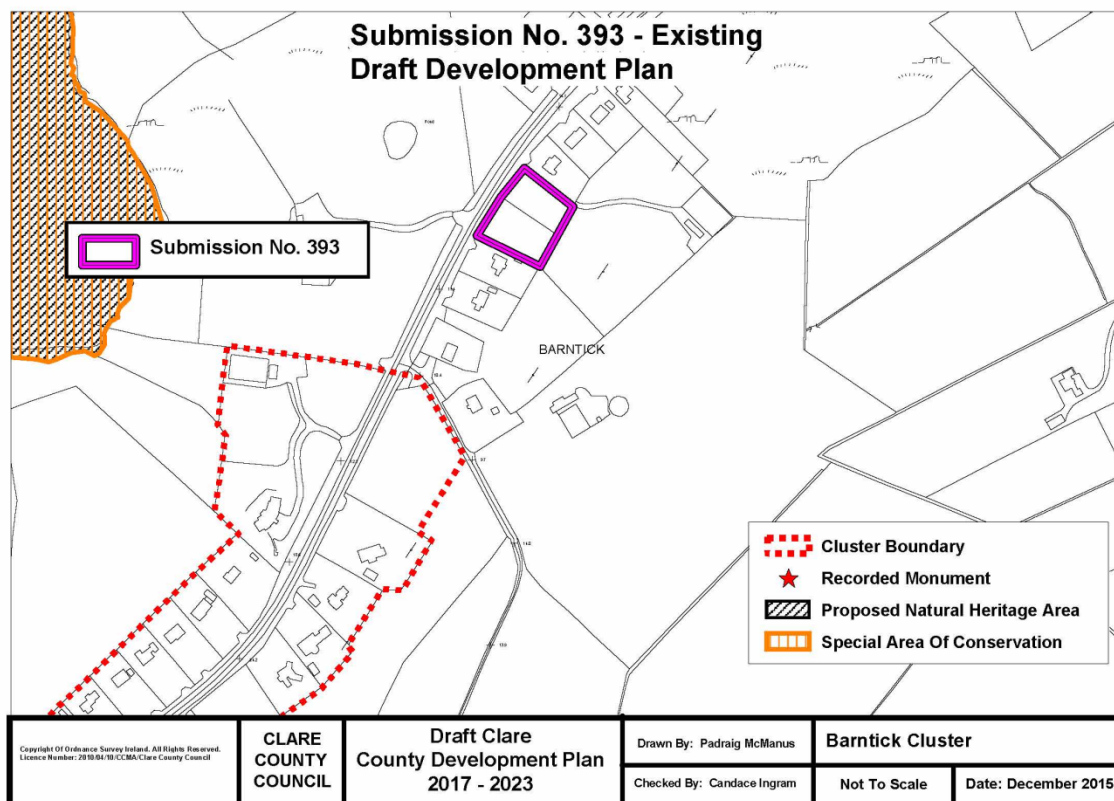 Submission No. 393 - Existing
Draft Development Plan
Submission No. 393
BARNTICK
Cluster Boundary
Recorded Monument
Proposed Natural Heritage Area
Special Area Of Conservation
Copyright Of Ordnance Survey Ireland. All Rights Reserved.
Licence Number: 2010/04/10/CCMA/Clare County Council
CLARE
COUNTY
COUNCIL
Draft Clare
County Development Plan
2017 - 2023
Drawn By: Padraig McManus
Checked By: Candace Ingram
Barntick Cluster
Not To Scale
Date: December 2015